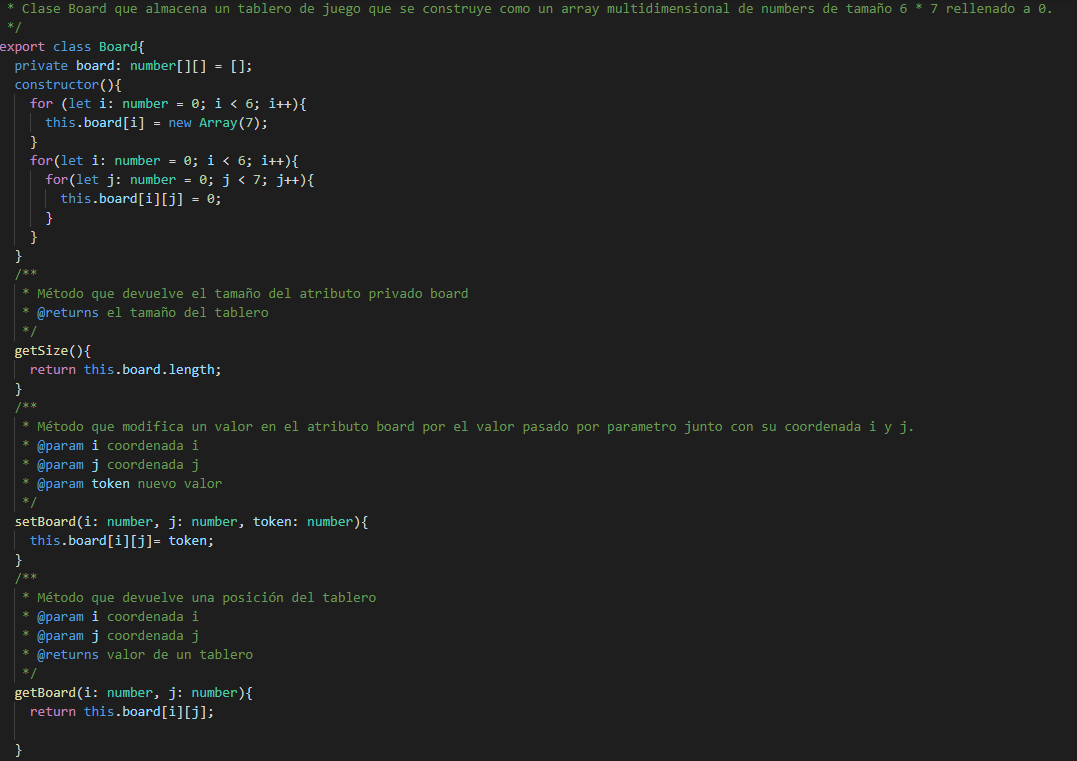 * Clase Board que almacena un tablero de juego que se construye como un array multidimensional de numbers de tamaño 6 * 7 rellenado a 0.
*/
export class Board{
private board: number[][] = [];
constructor(){
for (let i: number = 0; i < 6; i++){
this.board[i] = new Array(7);
}
for(let i: number = 0; i < 6; i++){
for(let j: number = 0; j < 7; j++){
this.board[i][j] = 0;
}
}
}
/**
* Método que devuelve el tamaño del atributo privado board
* @returns el tamaño del tablero
*/
getSize(){
return this.board.length;
}
/**
* Método que modifica un valor en el atributo board por el valor pasado por parametro junto con su coordenada i y j.
* @param i coordenada i
* @param j coordenada j
* @param token nuevo valor
*/
setBoard(i: number, j: number, token: number){
this.board[i][j]= token;
}
/**
* Método que devuelve una posición del tablero
* @param i coordenada i
* @param j coordenada j
* @returns valor de un tablero
*/
getBoard(i: number, j: number){
return this.board[i][j];
}